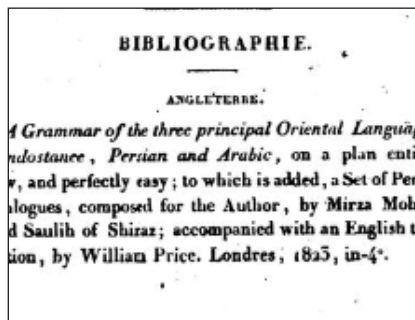 BIBLIOGRAPHIE.
ANGLETERRE.
A Grammar of the three principal Oriental Languag
ndostanee, Persian and Arabic, on a plan enti
w, and perfectly easy; to which is added, a Set of Per
alogues, composed for the Author, by Mirza Moh
d Saulih of Shiraz; accompanied with an English t
tion, by William Price. Londres, 1823, in-4°.